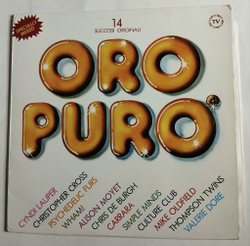 14
SUCCESSI ORIGINALI
TV
ORO
PURO
CYNDI LAUPER
CHRISTOPHER CROSS
PSYCHEDELIC FURS
WHAM!
ALISON MOYET
CHRIS DE BURGH
CARRARA
SIMPLE MINDS
CULTURE CLUB
MIKE OLDFIELD
THOMPSON TWINS
VALERIE DORE